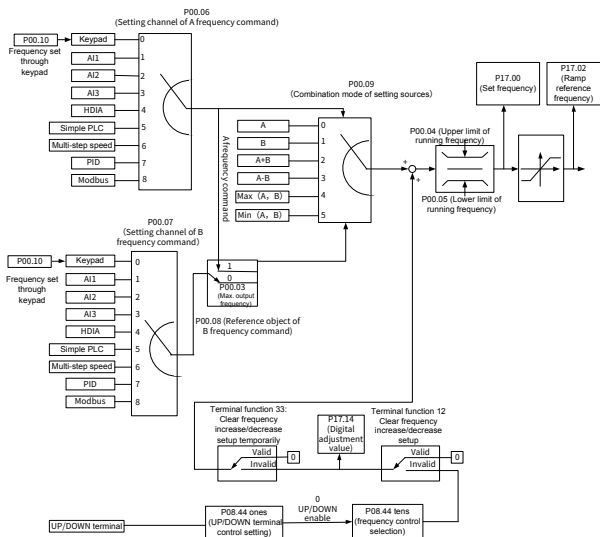 P00.06
(Setting channel of A frequency command)
P00.10
Frequency set
through
keypad
Keypad
0
AI1
1
AI2
2
AI3
3
HDIA
4
Simple PLC
5
Multi-step speed
6
PID
7
Modbus
8
A frequency command
P00.09
(Combination mode of setting sources)
A
0
B
1
A+B
2
A-B
3
Max（A，B）
4
Min（A，B）
5
+
+
P00.04 (Upper limit of
running frequency)
P00.05 (Lower limit of
running frequency)
P17.00
(Set frequency)
P17.02
(Ramp
reference
frequency)
P00.07
(Setting channel of B
frequency command)
P00.10
Frequency set
through
keypad
Keypad
0
AI1
1
AI2
2
AI3
3
HDIA
4
Simple PLC
5
Multi-step speed
6
PID
7
Modbus
8
1
0
P00.03
(Max. output
frequency)
P00.08 (Reference object of
B frequency command)
Terminal function 33:
Clear frequency
increase/decrease
setup temporarily
Valid
0
Invalid
P17.14
(Digital
adjustment
value)
Terminal function 12
Clear frequency
increase/decrease
setup
Valid
0
Invalid
UP/DOWN terminal
P08.44 ones
(UP/DOWN terminal
control setting)
0
UP/DOWN
enable
P08.44 tens
(frequency control
selection)